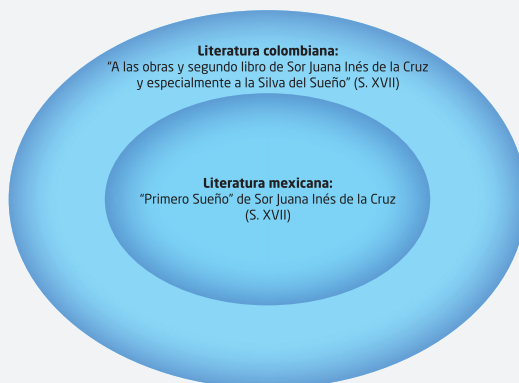 Literatura colombiana:
“A las obras y segundo libro de Sor Juana Inés de la Cruz
y especialmente a la Silva del Sueño” (S. XVII)
Literatura mexicana:
“Primero Sueño” de Sor Juana Inés de la Cruz
(S. XVII)